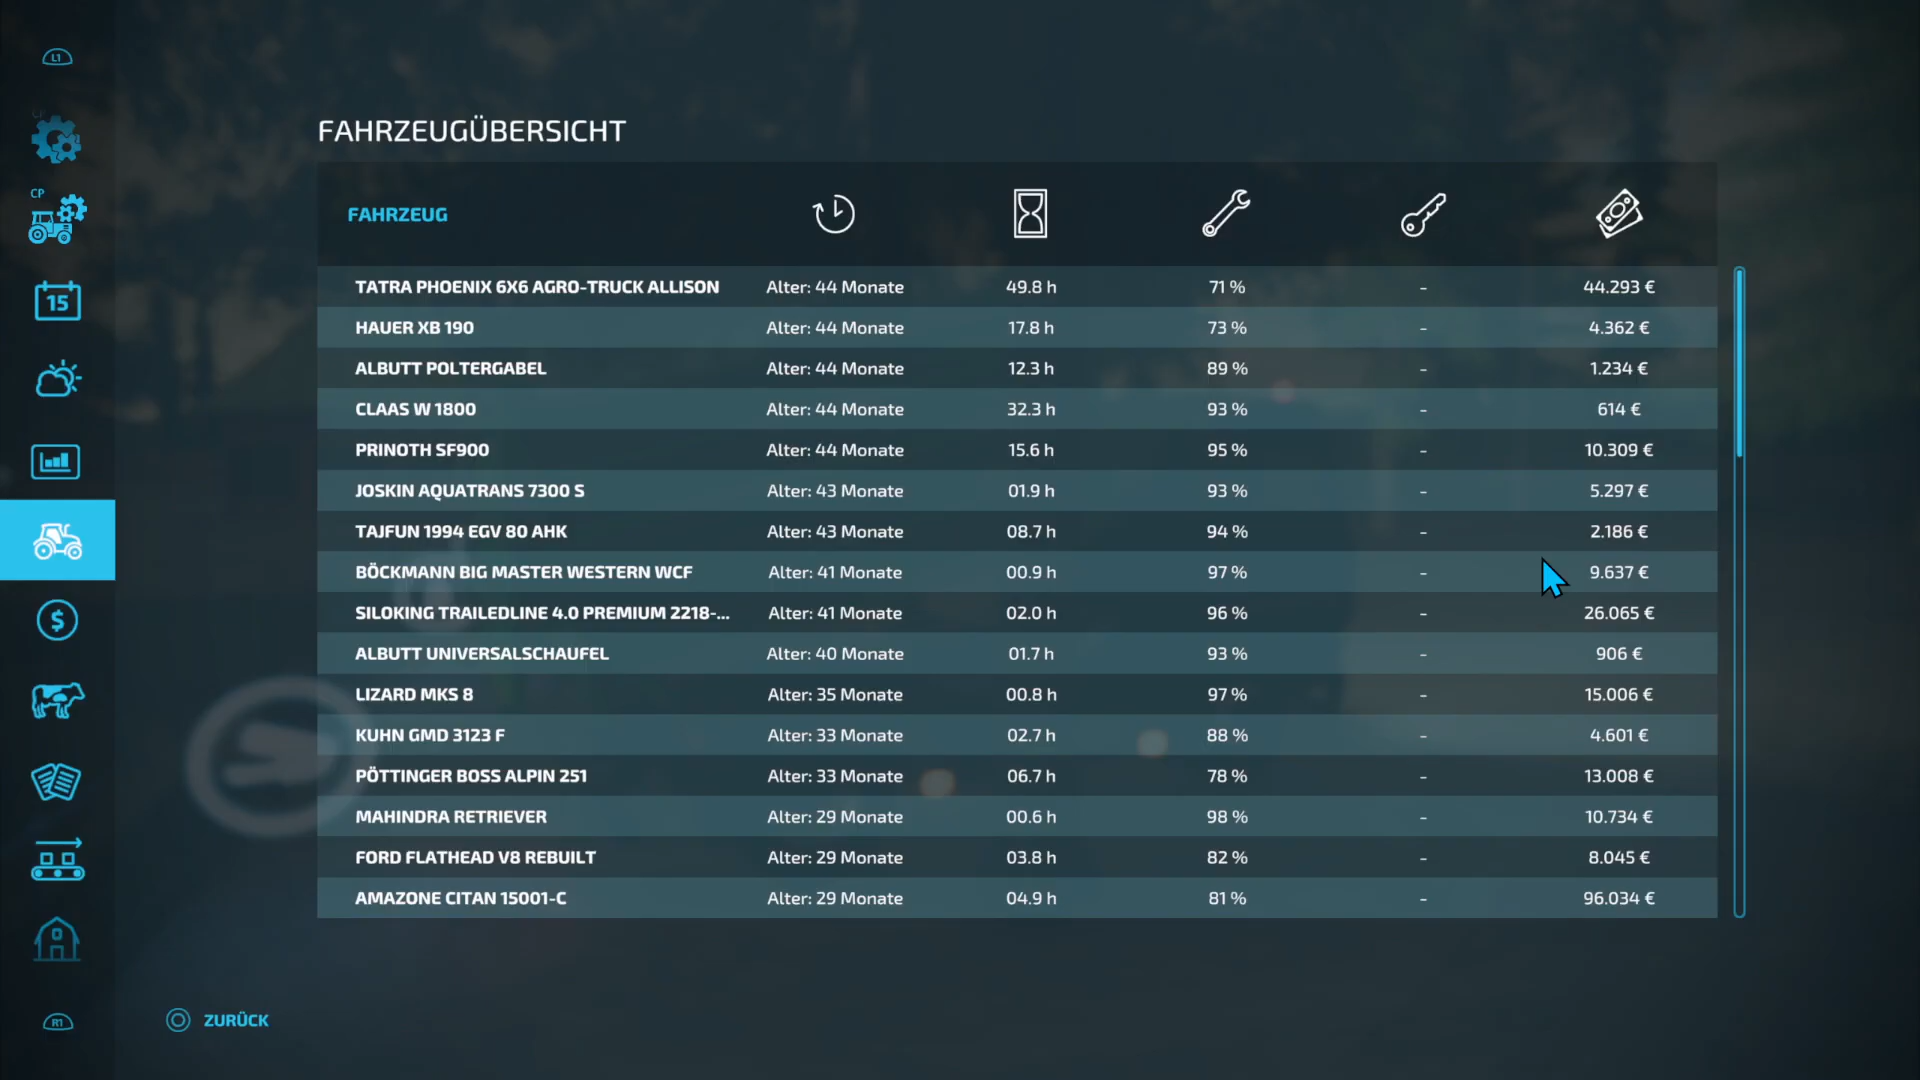 L1
CP
CP
15
FAHRZEUGÜBERSICHT
FAHRZEUG
TATRA PHOENIX 6X6 AGRO-TRUCK ALLISON Alter: 44 Monate 49.8 h 71 % - 44.293 €
HAUER XB 190 Alter: 44 Monate 17.8 h 73 % - 4.362 €
ALBUTT POLTERGABEL Alter: 44 Monate 12.3 h 89 % - 1.234 €
CLAAS W 1800 Alter: 44 Monate 32.3 h 93 % - 614 €
PRINOTH SF900 Alter: 44 Monate 15.6 h 95 % - 10.309 €
JOSKIN AQUATRANS 7300 S Alter: 43 Monate 01.9 h 93 % - 5.297 €
TAJFUN 1994 EGV 80 AHK Alter: 43 Monate 08.7 h 94 % - 2.186 €
BÖCKMANN BIG MASTER WESTERN WCF Alter: 41 Monate 00.9 h 97 % - 9.637 €
SILOKING TRAILEDLINE 4.0 PREMIUM 2218-... Alter: 41 Monate 02.0 h 96 % - 26.065 €
ALBUTT UNIVERSALSCHAUFEL Alter: 40 Monate 01.7 h 93 % - 906 €
LIZARD MKS 8 Alter: 35 Monate 00.8 h 97 % - 15.006 €
KUHN GMD 3123 F Alter: 33 Monate 02.7 h 88 % - 4.601 €
PÖTTINGER BOSS ALPIN 251 Alter: 33 Monate 06.7 h 78 % - 13.008 €
MAHINDRA RETRIEVER Alter: 29 Monate 00.6 h 98 % - 10.734 €
FORD FLATHEAD V8 REBUILT Alter: 29 Monate 03.8 h 82 % - 8.045 €
AMAZONE CITAN 15001-C Alter: 29 Monate 04.9 h 81 % - 96.034 €
R1
ZURÜCK